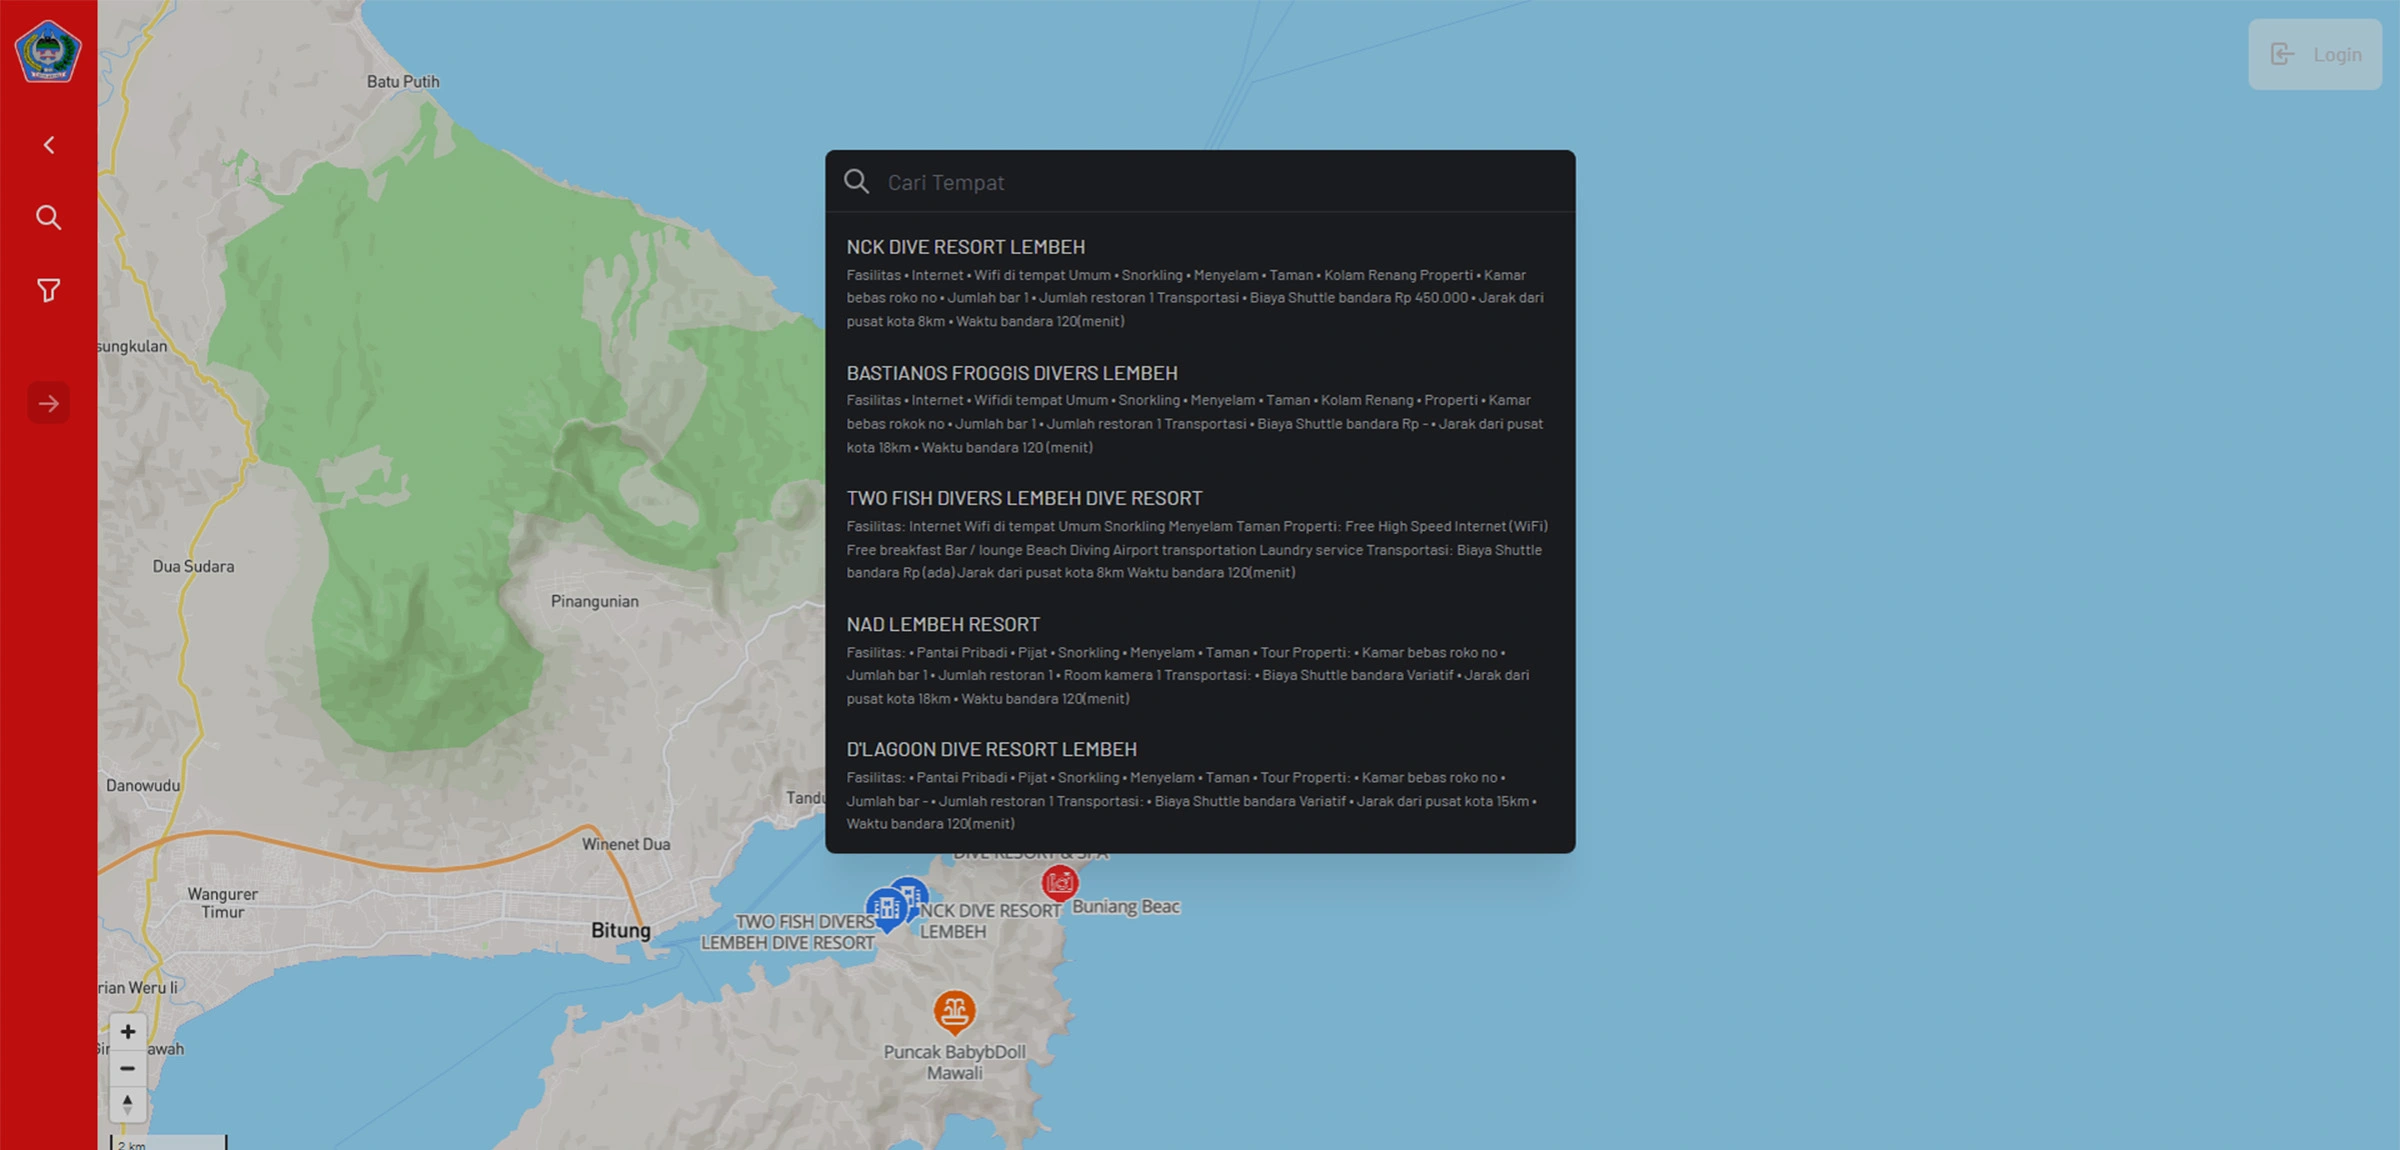 Login
Batu Putih
Cari Tempat
NCK DIVE RESORT LEMBEH
Fasilitas • Internet • Wifi di tempat Umum • Snorkling • Menyelam • Taman • Kolam Renang Properti • Kamar
bebas roko no • Jumlah bar 1 • Jumlah restoran 1 Transportasi • Biaya Shuttle bandara Rp 450.000 • Jarak dari
pusat kota 8km • Waktu bandara 120(menit)
sungkulan
BASTIANOS FROGGIS DIVERS LEMBEH
Fasilitas • Internet • Wifidi tempat Umum • Snorkling • Menyelam • Taman • Kolam Renang • Properti • Kamar
bebas rokok no • Jumlah bar 1 • Jumlah restoran 1 Transportasi • Biaya Shuttle bandara Rp - • Jarak dari pusat
kota 18km • Waktu bandara 120 (menit)
TWO FISH DIVERS LEMBEH DIVE RESORT
Fasilitas: Internet Wifi di tempat Umum Snorkling Menyelam Taman Properti: Free High Speed Internet (WiFi)
Free breakfast Bar / lounge Beach Diving Airport transportation Laundry service Transportasi: Biaya Shuttle
bandara Rp (ada) Jarak dari pusat kota 8km Waktu bandara 120(menit)
Dua Sudara
Pinangunian
NAD LEMBEH RESORT
Fasilitas: • Pantai Pribadi • Pijat • Snorkling • Menyelam • Taman • Tour Properti: • Kamar bebas roko no •
Jumlah bar 1 • Jumlah restoran 1 • Room kamera 1 Transportasi: • Biaya Shuttle bandara Variatif • Jarak dari
pusat kota 18km • Waktu bandara 120(menit)
D'LAGOON DIVE RESORT LEMBEH
Fasilitas: • Pantai Pribadi • Pijat • Snorkling • Menyelam • Taman • Tour Properti: • Kamar bebas roko no •
Jumlah bar - • Jumlah restoran 1 Transportasi: • Biaya Shuttle bandara Variatif • Jarak dari pusat kota 15km •
Waktu bandara 120(menit)
Danowudu
Tandu
Winenet Dua
DIVE RESORT & SPA
Wangurer
Timur
Bitung
TWO FISH DIVERS
LEMBEH DIVE RESORT
NCK DIVE RESORT
LEMBEH
Buniang Beac
rian Weru Ii
awah
Puncak BabybDoll
Mawali
2 km